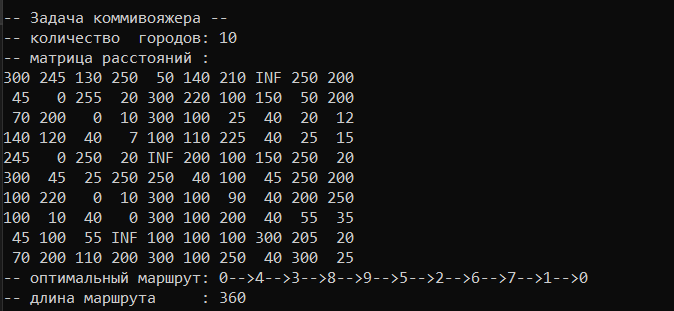 -- Задача коммивояжера --
-- количество  городов: 10
-- матрица расстояний :
300 245 130 250  50 140 210 INF 250 200
 45   0 255  20 300 220 100 150  50 200
 70 200   0  10 300 100  25  40  20  12
140 120  40   7 100 110 225  40  25  15
245   0 250  20 INF 200 100 150 250  20
300  45  25 250 250  40 100  45 250 200
100 220   0  10 300 100  90  40 200 250
100  10  40   0 300 100 200  40  55  35
 45 100  55 INF 100 100 100 300 205  20
 70 200 110 200 300 100 250  40 300  25
-- оптимальный маршрут: 0-->4-->3-->8-->9-->5-->2-->6-->7-->1-->0
-- длина маршрута     : 360